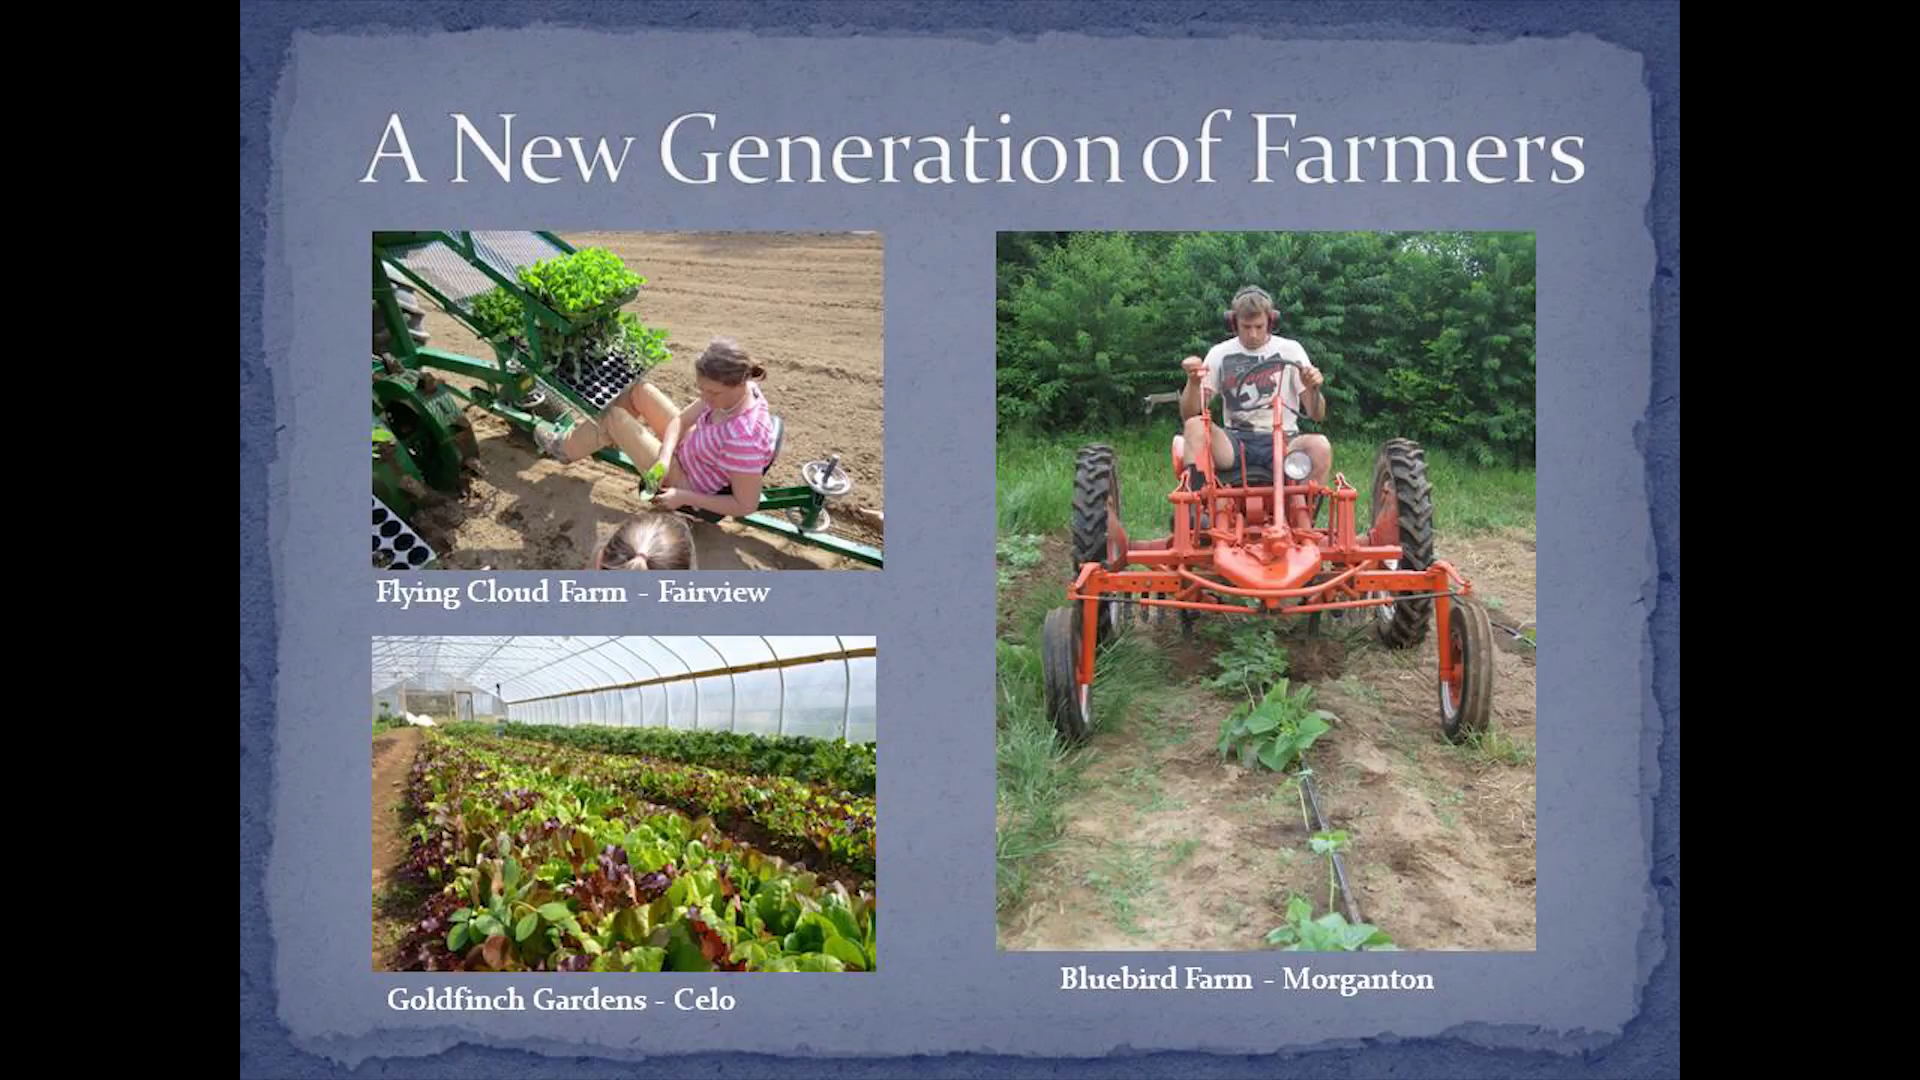 A New Generation of Farmers
Flying Cloud Farm - Fairview
Goldfinch Gardens - Celo
Bluebird Farm - Morganton